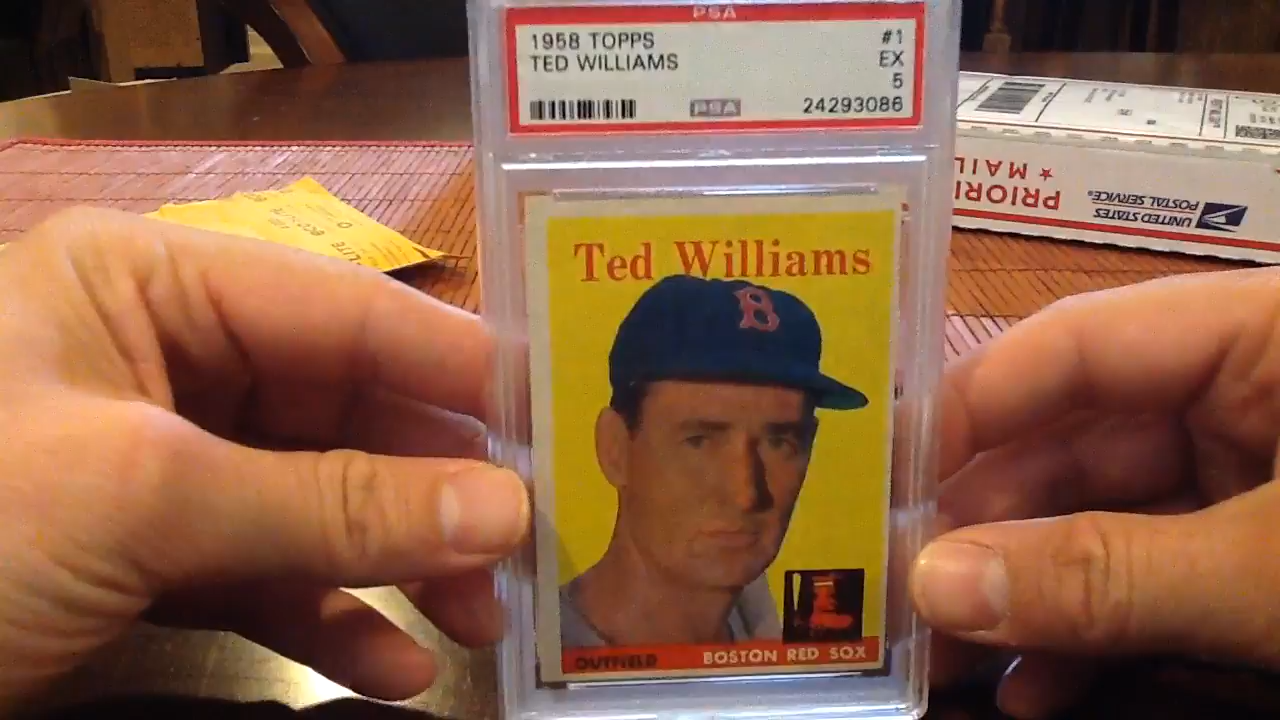 PSA
1958 TOPPS #1
TED WILLIAMS EX
5
PSA 24293086
Ted Williams
B
OUTFIELD BOSTON RED SOX
PRIORI
★ MAIL
UNITED STATES
POSTAL SERVICE®